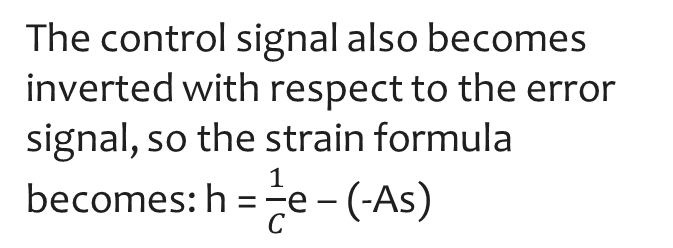 The control signal also becomes
inverted with respect to the error
signal, so the strain formula
becomes: h = \frac{1}{C}e – (-As)